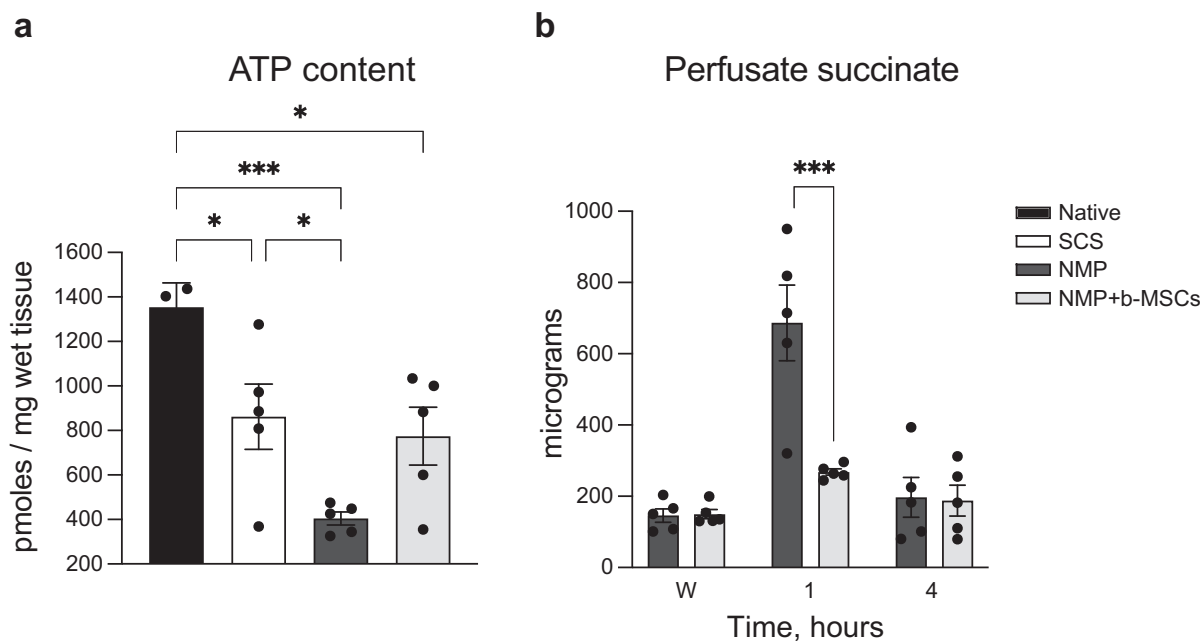 a
ATP content
*
***
* *
pmoles / mg wet tissue
1600
1400
1200
1000
800
600
400
200
b
Perfusate succinate
***
micrograms
1000
800
600
400
200
0
W 1 4
Time, hours
Native
SCS
NMP
NMP+b-MSCs